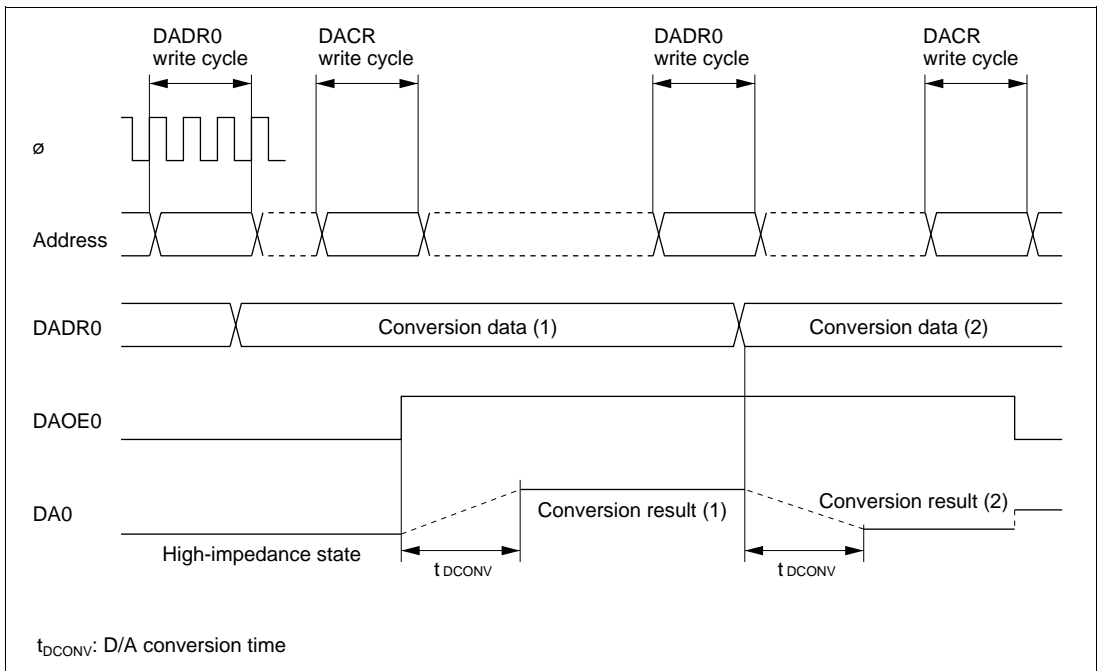 DADR0
write cycle
DACR
write cycle
DADR0
write cycle
DACR
write cycle
ø
Address
DADR0
Conversion data (1)
Conversion data (2)
DAOE0
DA0
Conversion result (1)
Conversion result (2)
High-impedance state
t DCONV
t DCONV
tDCONV: D/A conversion time